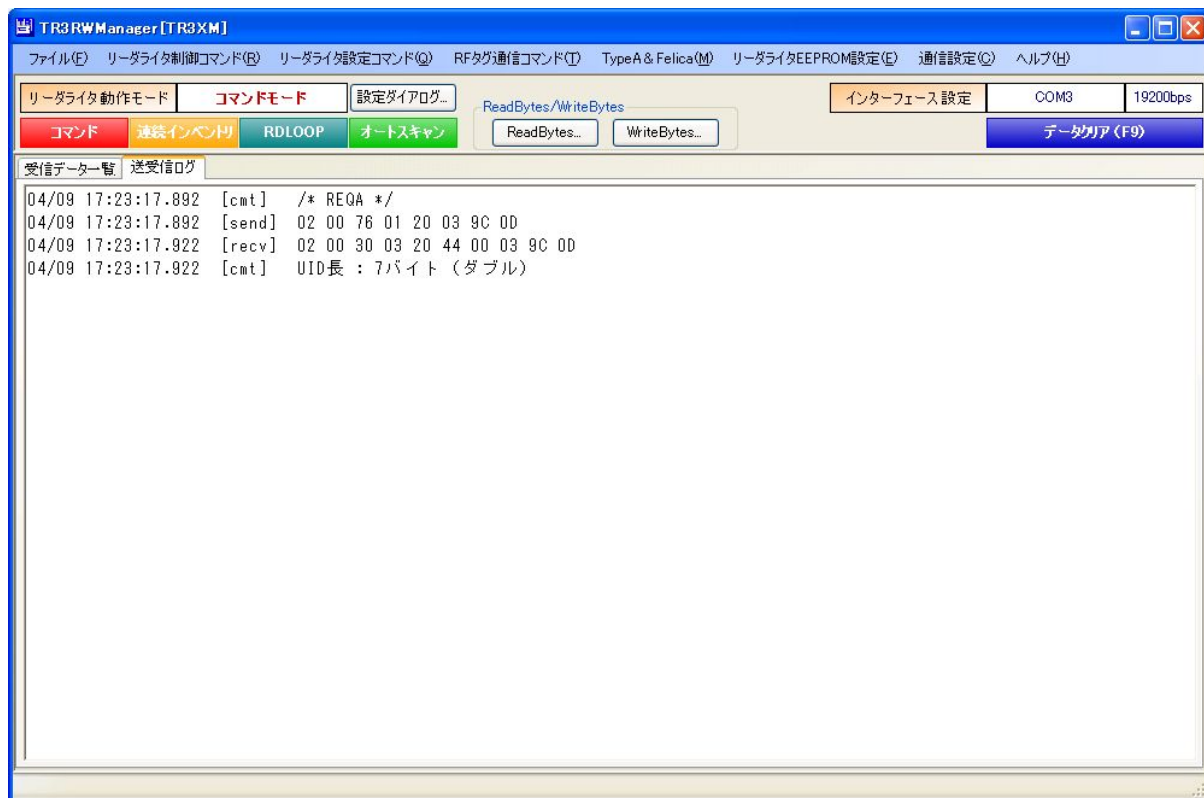 TR3RWManager[TR3XM]
ファイル(F) リーダライタ制御コマンド(R) リーダライタ設定コマンド(Q) RFタグ通信コマンド(T) TypeA & Felica(M) リーダライタEEPROM設定(E) 通信設定(C) ヘルプ(H)
リーダライタ動作モード コマンドモード 設定ダイアログ... ReadBytes/WriteBytes インターフェース設定 COM3 19200bps
コマンド 連続インベントリ RDLOOP オートスキャン ReadBytes... WriteBytes... データクリア(F9)
受信データ一覧 送受信ログ
04/09 17:23:17.892 [cmt] /* REQA */
04/09 17:23:17.892 [send] 02 00 76 01 20 03 9C 0D
04/09 17:23:17.922 [recv] 02 00 30 03 20 44 00 03 9C 0D
04/09 17:23:17.922 [cmt] UID長 : 7バイト (ダブル)